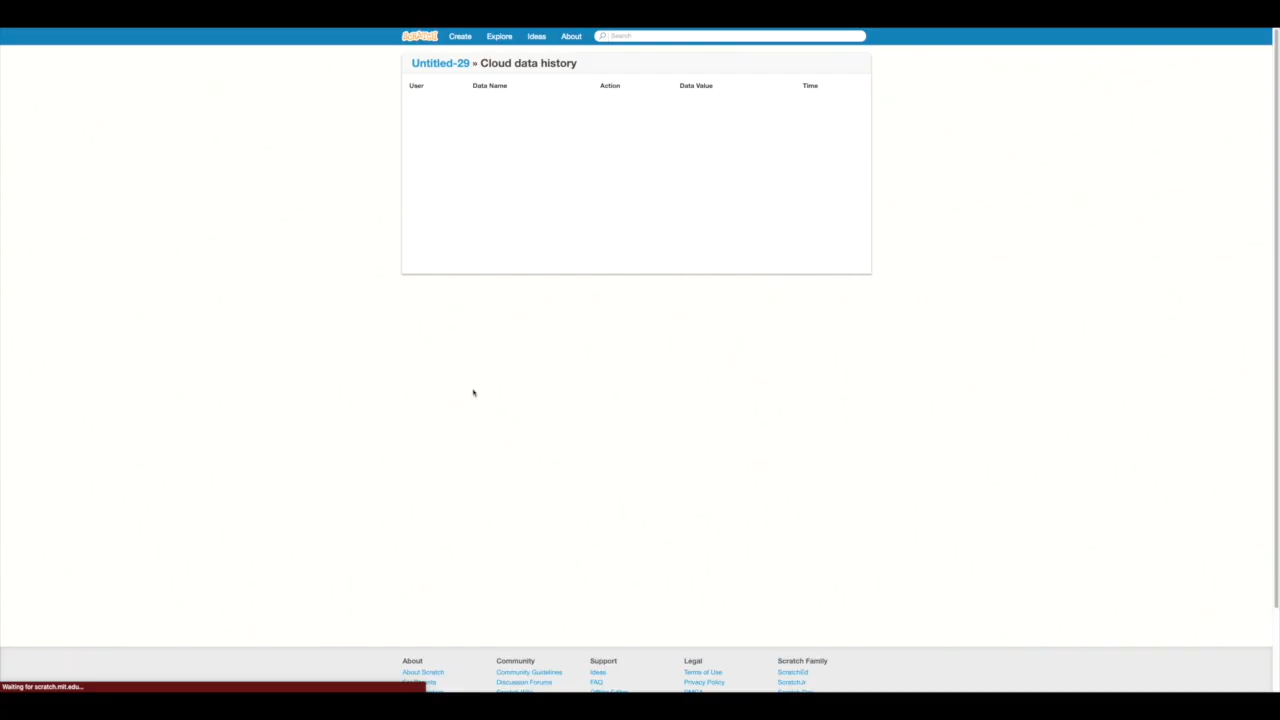 SCRATCH Create Explore Ideas About Search
Untitled-29 » Cloud data history
User Data Name Action Data Value Time
About Community Support Legal Scratch Family
About Scratch Community Guidelines Ideas Terms of Use ScratchEd
Discussion Forums FAQ Privacy Policy ScratchJr
Waiting for scratch.mit.edu...